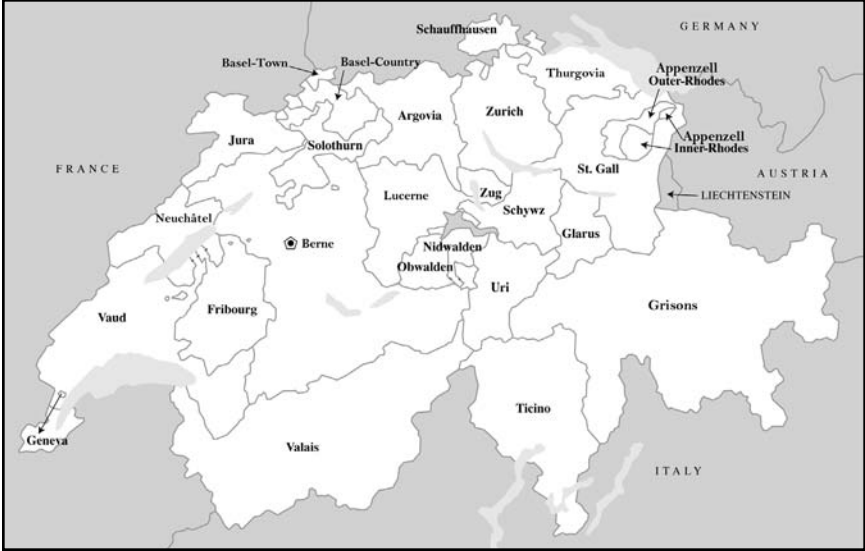 GERMANY
Schauffhausen
Basel-Town
Basel-Country
Thurgovia
Appenzell
Outer-Rhodes
Argovia
Zurich
Jura
Solothurn
Appenzell
Inner-Rhodes
FRANCE
St. Gall
AUSTRIA
Lucerne
Zug
LIECHTENSTEIN
Neuchâtel
Schywz
Berne
Nidwalden
Glarus
Obwalden
Uri
Vaud
Fribourg
Grisons
Ticino
Geneva
Valais
ITALY